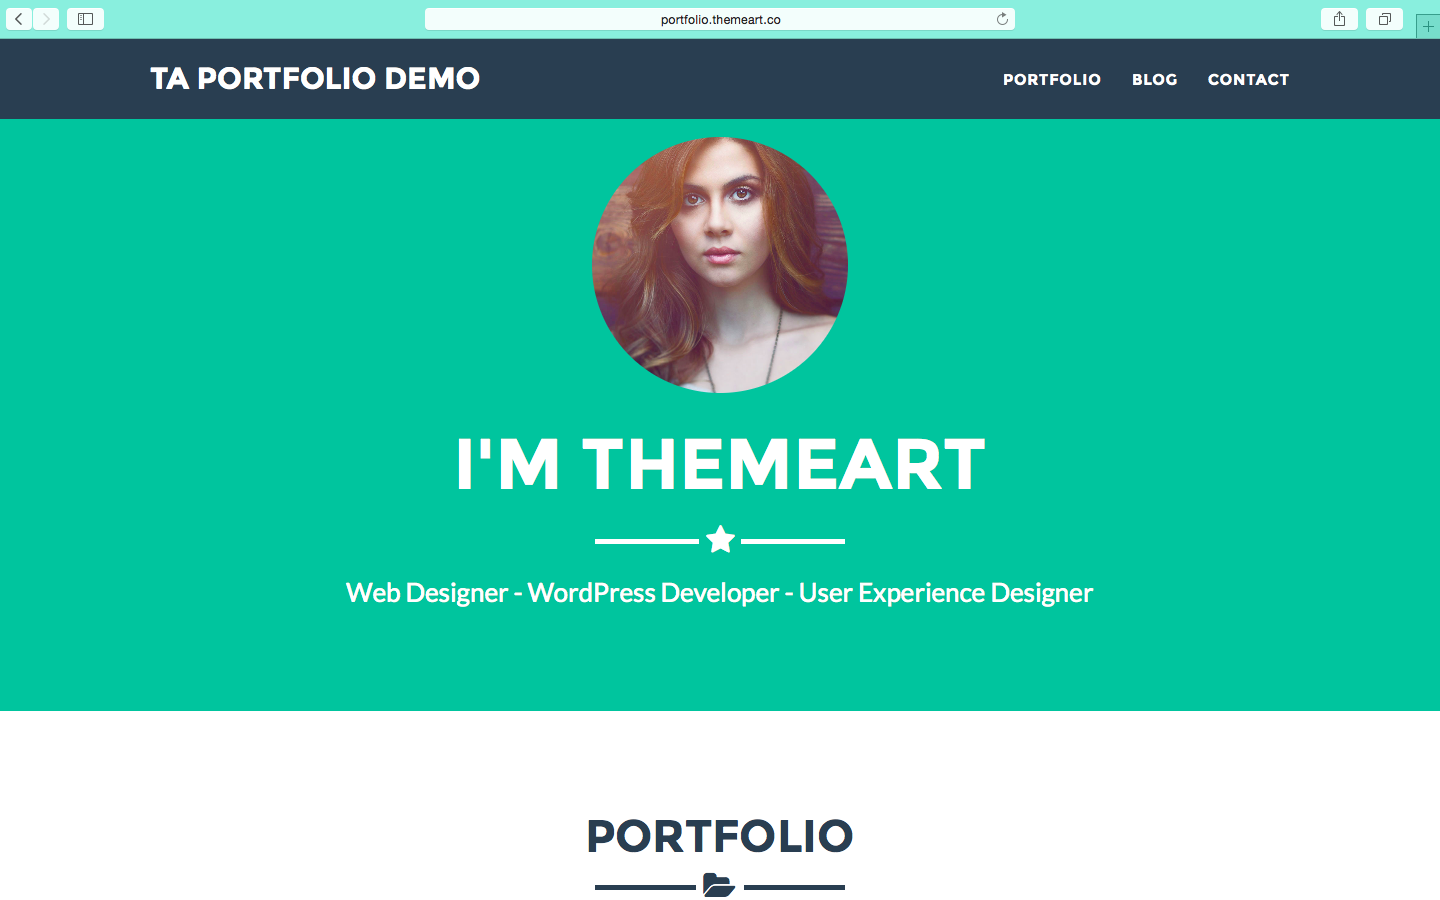 portfolio.themeart.co
TA PORTFOLIO DEMO
PORTFOLIO BLOG CONTACT
I'M THEMEART
Web Designer - WordPress Developer - User Experience Designer
PORTFOLIO